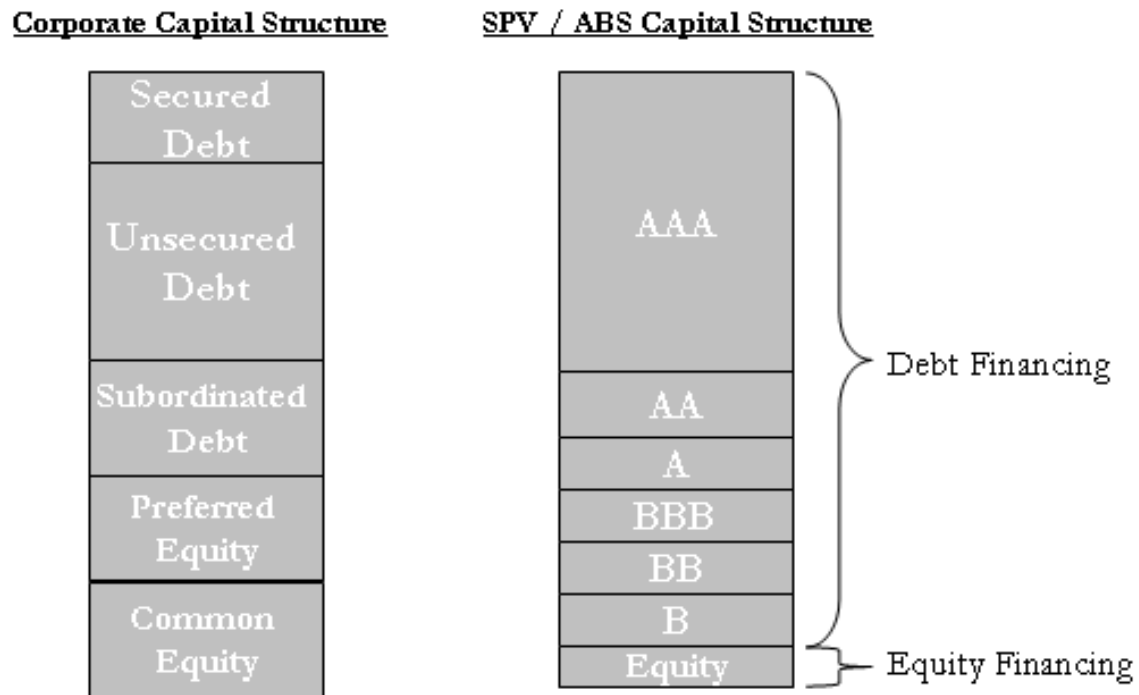 Corporate Capital Structure
SPV / ABS Capital Structure
Secured
Debt
Unsecured
Debt
Subordinated
Debt
Preferred
Equity
Common
Equity
AAA
AA
A
BBB
BB
B
Equity
Debt Financing
Equity Financing